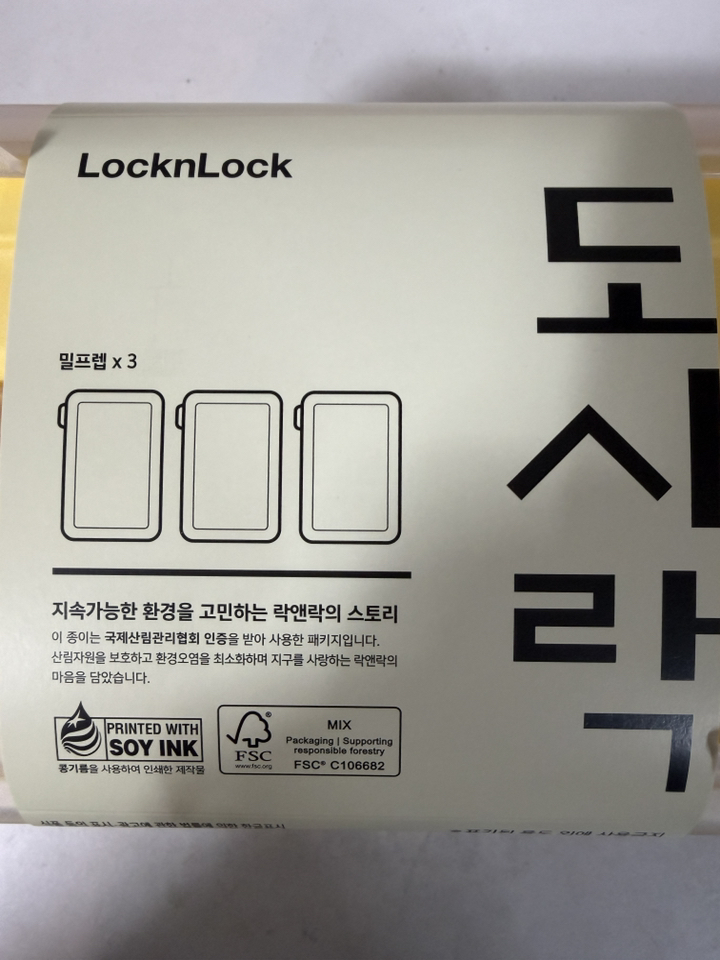 LocknLock
도시락
밀프렙 x 3
지속가능한 환경을 고민하는 락앤락의 스토리
이 종이는 국제산림관리협회 인증을 받아 사용한 패키지입니다.
산림자원을 보호하고 환경오염을 최소화하며 지구를 사랑하는 락앤락의
마음을 담았습니다.
PRINTED WITH
SOY INK
콩기름을 사용하여 인쇄한 제작물
FSC
www.fsc.org
MIX
Packaging | Supporting
responsible forestry
FSC® C106682